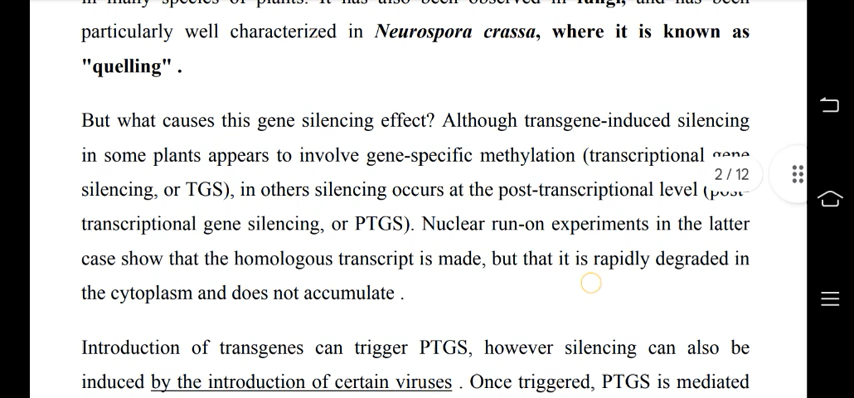 particularly well characterized in Neurospora crassa, where it is known as
"quelling" .
But what causes this gene silencing effect? Although transgene-induced silencing
in some plants appears to involve gene-specific methylation (transcriptional gene
2 / 12
silencing, or TGS), in others silencing occurs at the post-transcriptional level (post-
transcriptional gene silencing, or PTGS). Nuclear run-on experiments in the latter
case show that the homologous transcript is made, but that it is rapidly degraded in
the cytoplasm and does not accumulate .
Introduction of transgenes can trigger PTGS, however silencing can also be
induced by the introduction of certain viruses . Once triggered, PTGS is mediated